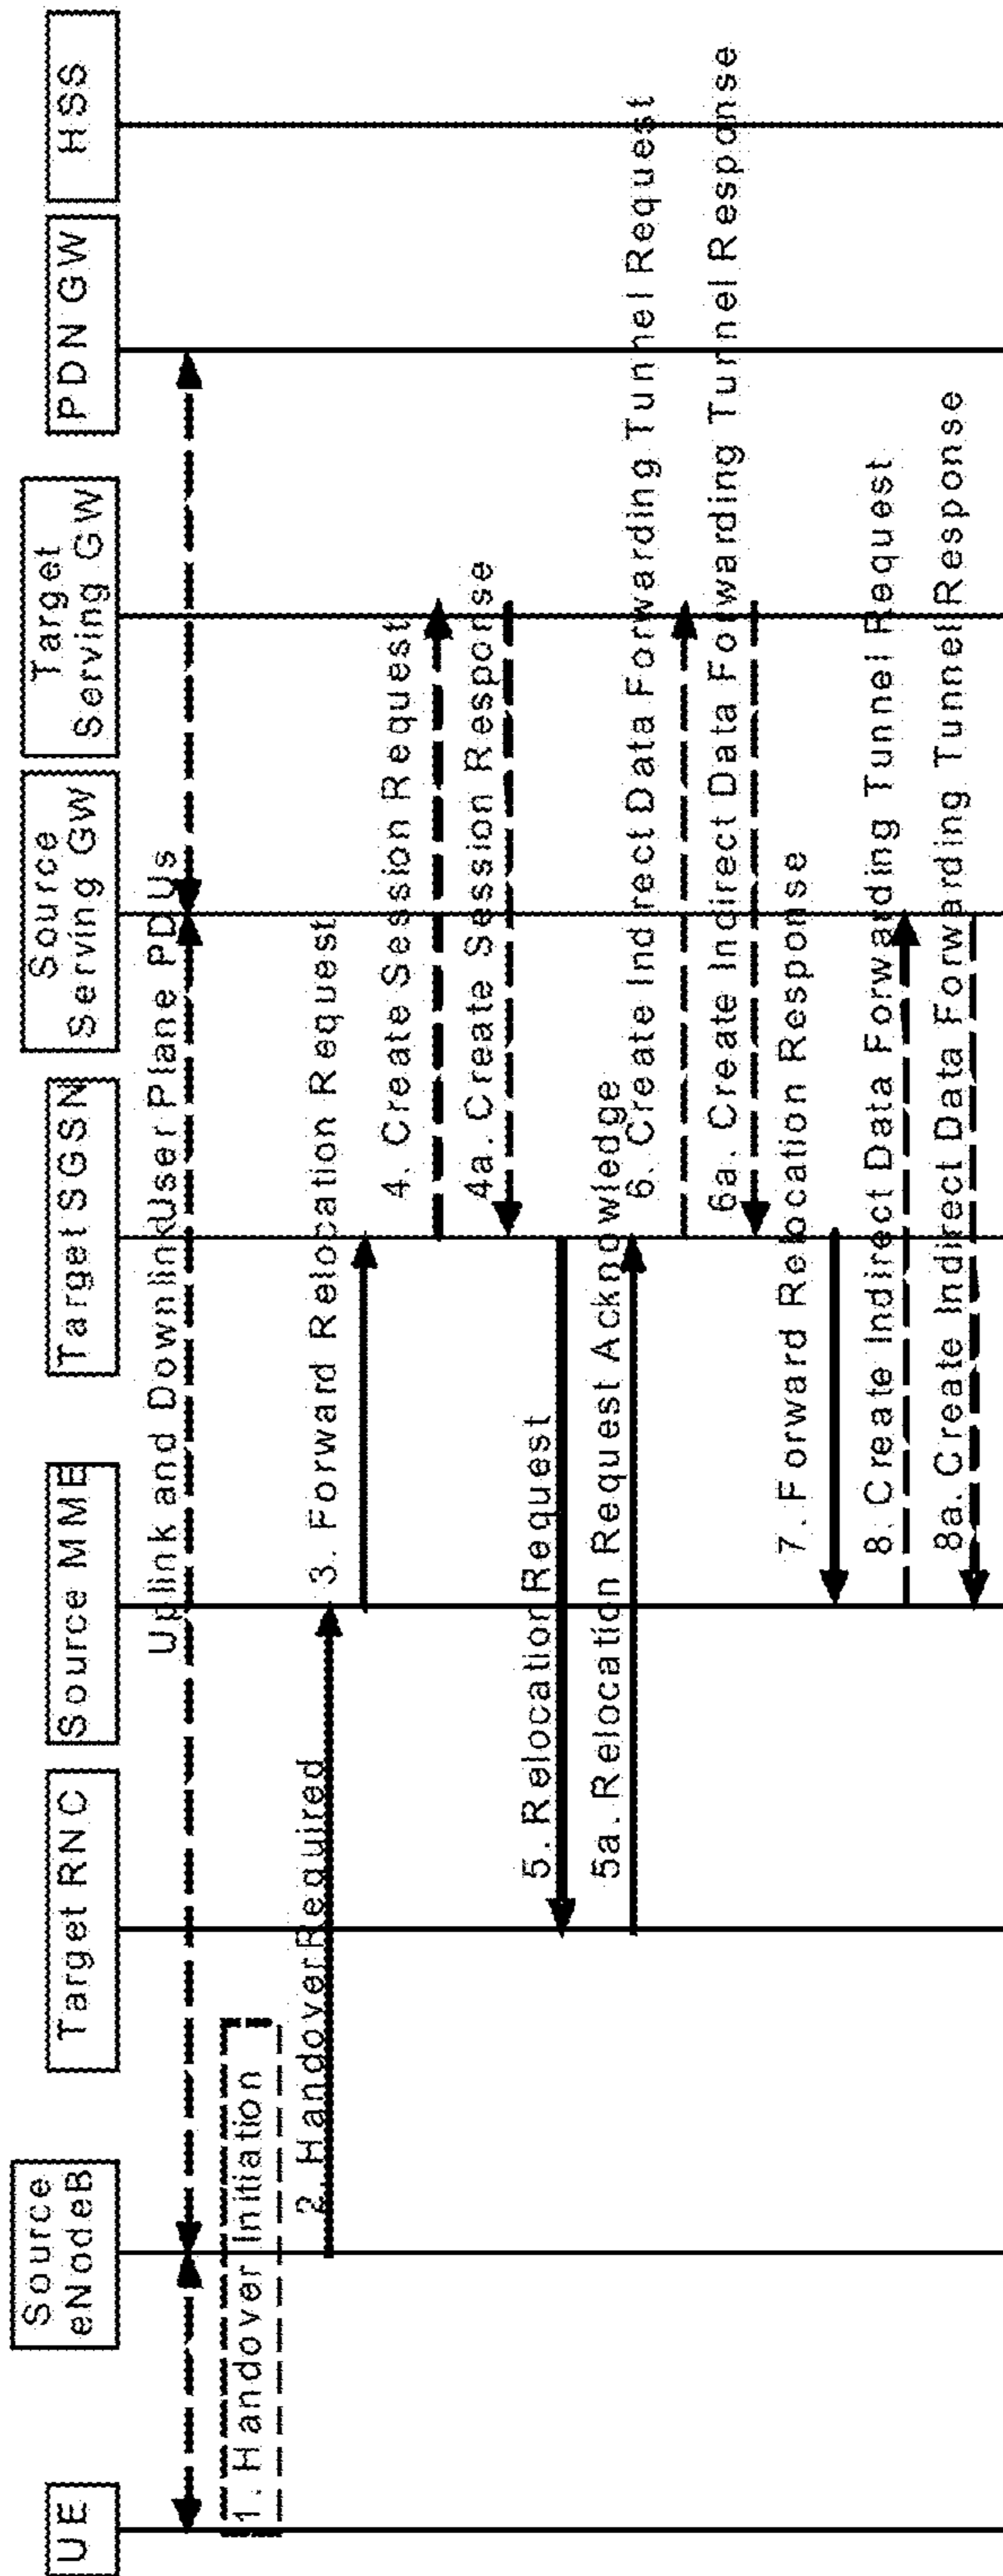 UE
Source
eNodeB
Target RNC
Source MME
Target SGSN
Source
Serving GW
Target
Serving GW
PDN GW
HSS
Uplink and Downlink User Plane PDUs
1. Handover Initiation
2. Handover Required
3. Forward Relocation Request
4. Create Session Request
4a. Create Session Response
5. Relocation Request
5a. Relocation Request Acknowledge
6. Create Indirect Data Forwarding Tunnel Request
6a. Create Indirect Data Forwarding Tunnel Response
7. Forward Relocation Response
8. Create Indirect Data Forwarding Tunnel Request
8a. Create Indirect Data Forwarding Tunnel Response